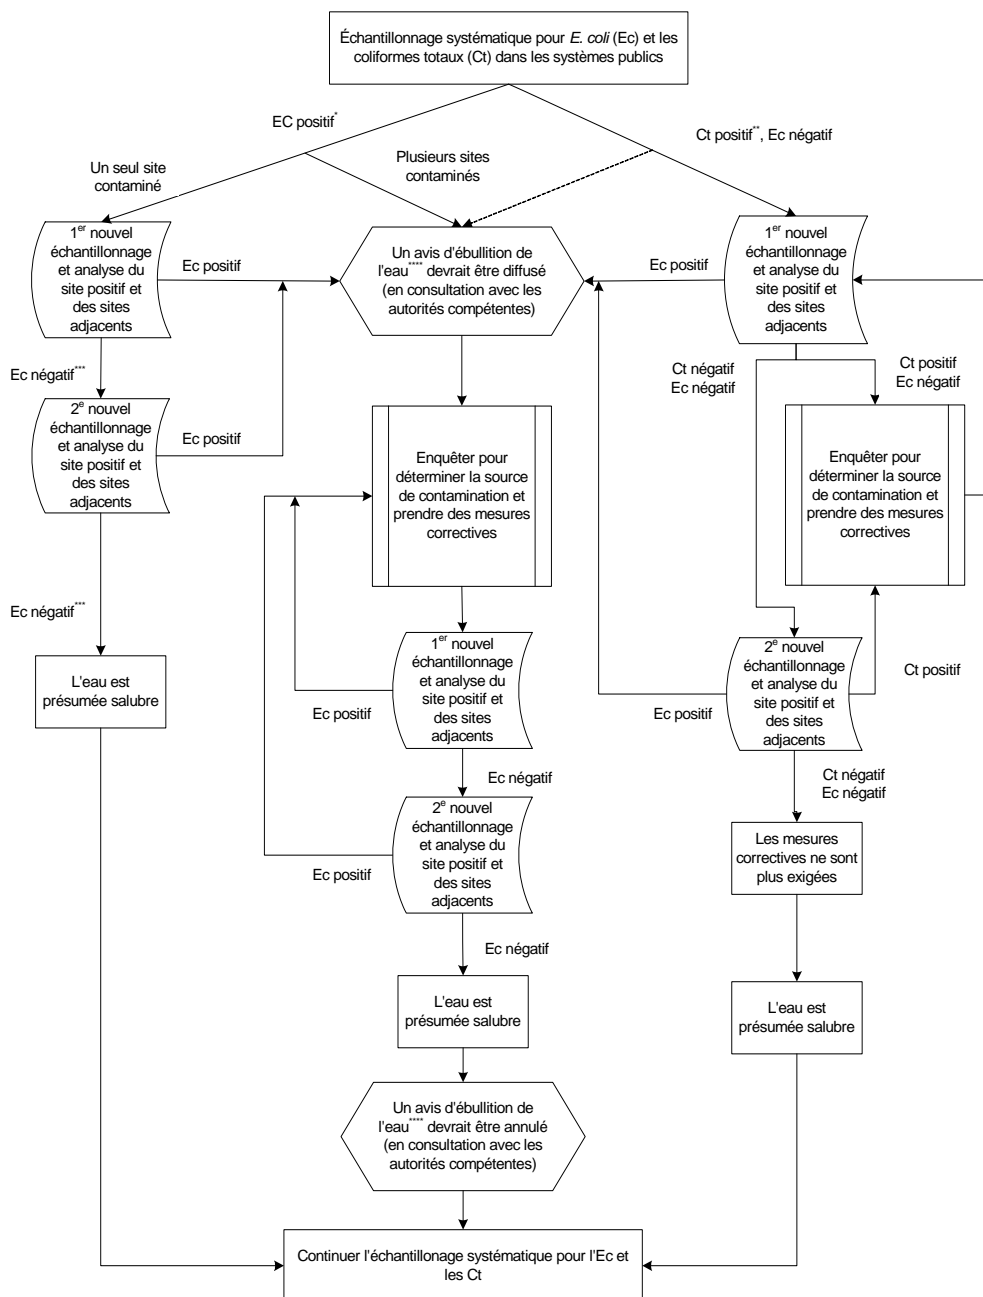 Échantillonnage systématique pour E. coli (Ec) et les
coliformes totaux (Ct) dans les systèmes publics
EC positif*
Ct positif**, Ec négatif
Un seul site
contaminé
Plusieurs sites
contaminés
1er nouvel
échantillonnage
et analyse du
site positif et
des sites
adjacents
Ec positif
Un avis d'ébullition de
l'eau**** devrait être diffusé
(en consultation avec les
autorités compétentes)
Ec positif
1er nouvel
échantillonnage
et analyse du
site positif et
des sites
adjacents
Ec négatif***
Ct négatif
Ec négatif
Ct positif
Ec négatif
2e nouvel
échantillonnage
et analyse du
site positif et
des sites
adjacents
Ec positif
Enquêter pour
déterminer la source
de contamination et
prendre des mesures
correctives
Enquêter pour
déterminer la source
de contamination et
prendre des mesures
correctives
Ec négatif***
L'eau est
présumée salubre
1er nouvel
échantillonnage
et analyse du
site positif et
des sites
adjacents
Ec positif
Ec positif
2e nouvel
échantillonnage
et analyse du
site positif et
des sites
adjacents
Ct positif
Ec négatif
Ct négatif
Ec négatif
2e nouvel
échantillonnage
et analyse du
site positif et
des sites
adjacents
Ec positif
Les mesures
correctives ne sont
plus exigées
Ec négatif
L'eau est
présumée salubre
L'eau est
présumée salubre
Un avis d'ébullition de
l'eau**** devrait être annulé
(en consultation avec les
autorités compétentes)
Continuer l'échantillonage systématique pour l'Ec et
les Ct